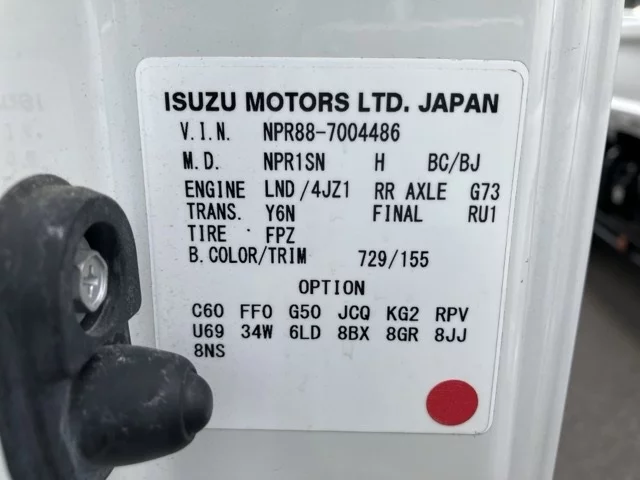 ISUZU MOTORS LTD. JAPAN
V.I.N. NPR88-7004486
M.D. NPR1SN H BC/BJ
ENGINE LND/4JZ1 RR AXLE G73
TRANS. Y6N FINAL RU1
TIRE FPZ
B.COLOR/TRIM 729/155
OPTION
C60 FF0 G50 JCQ KG2 RPV
U69 34W 6LD 8BX 8GR 8JJ
8NS